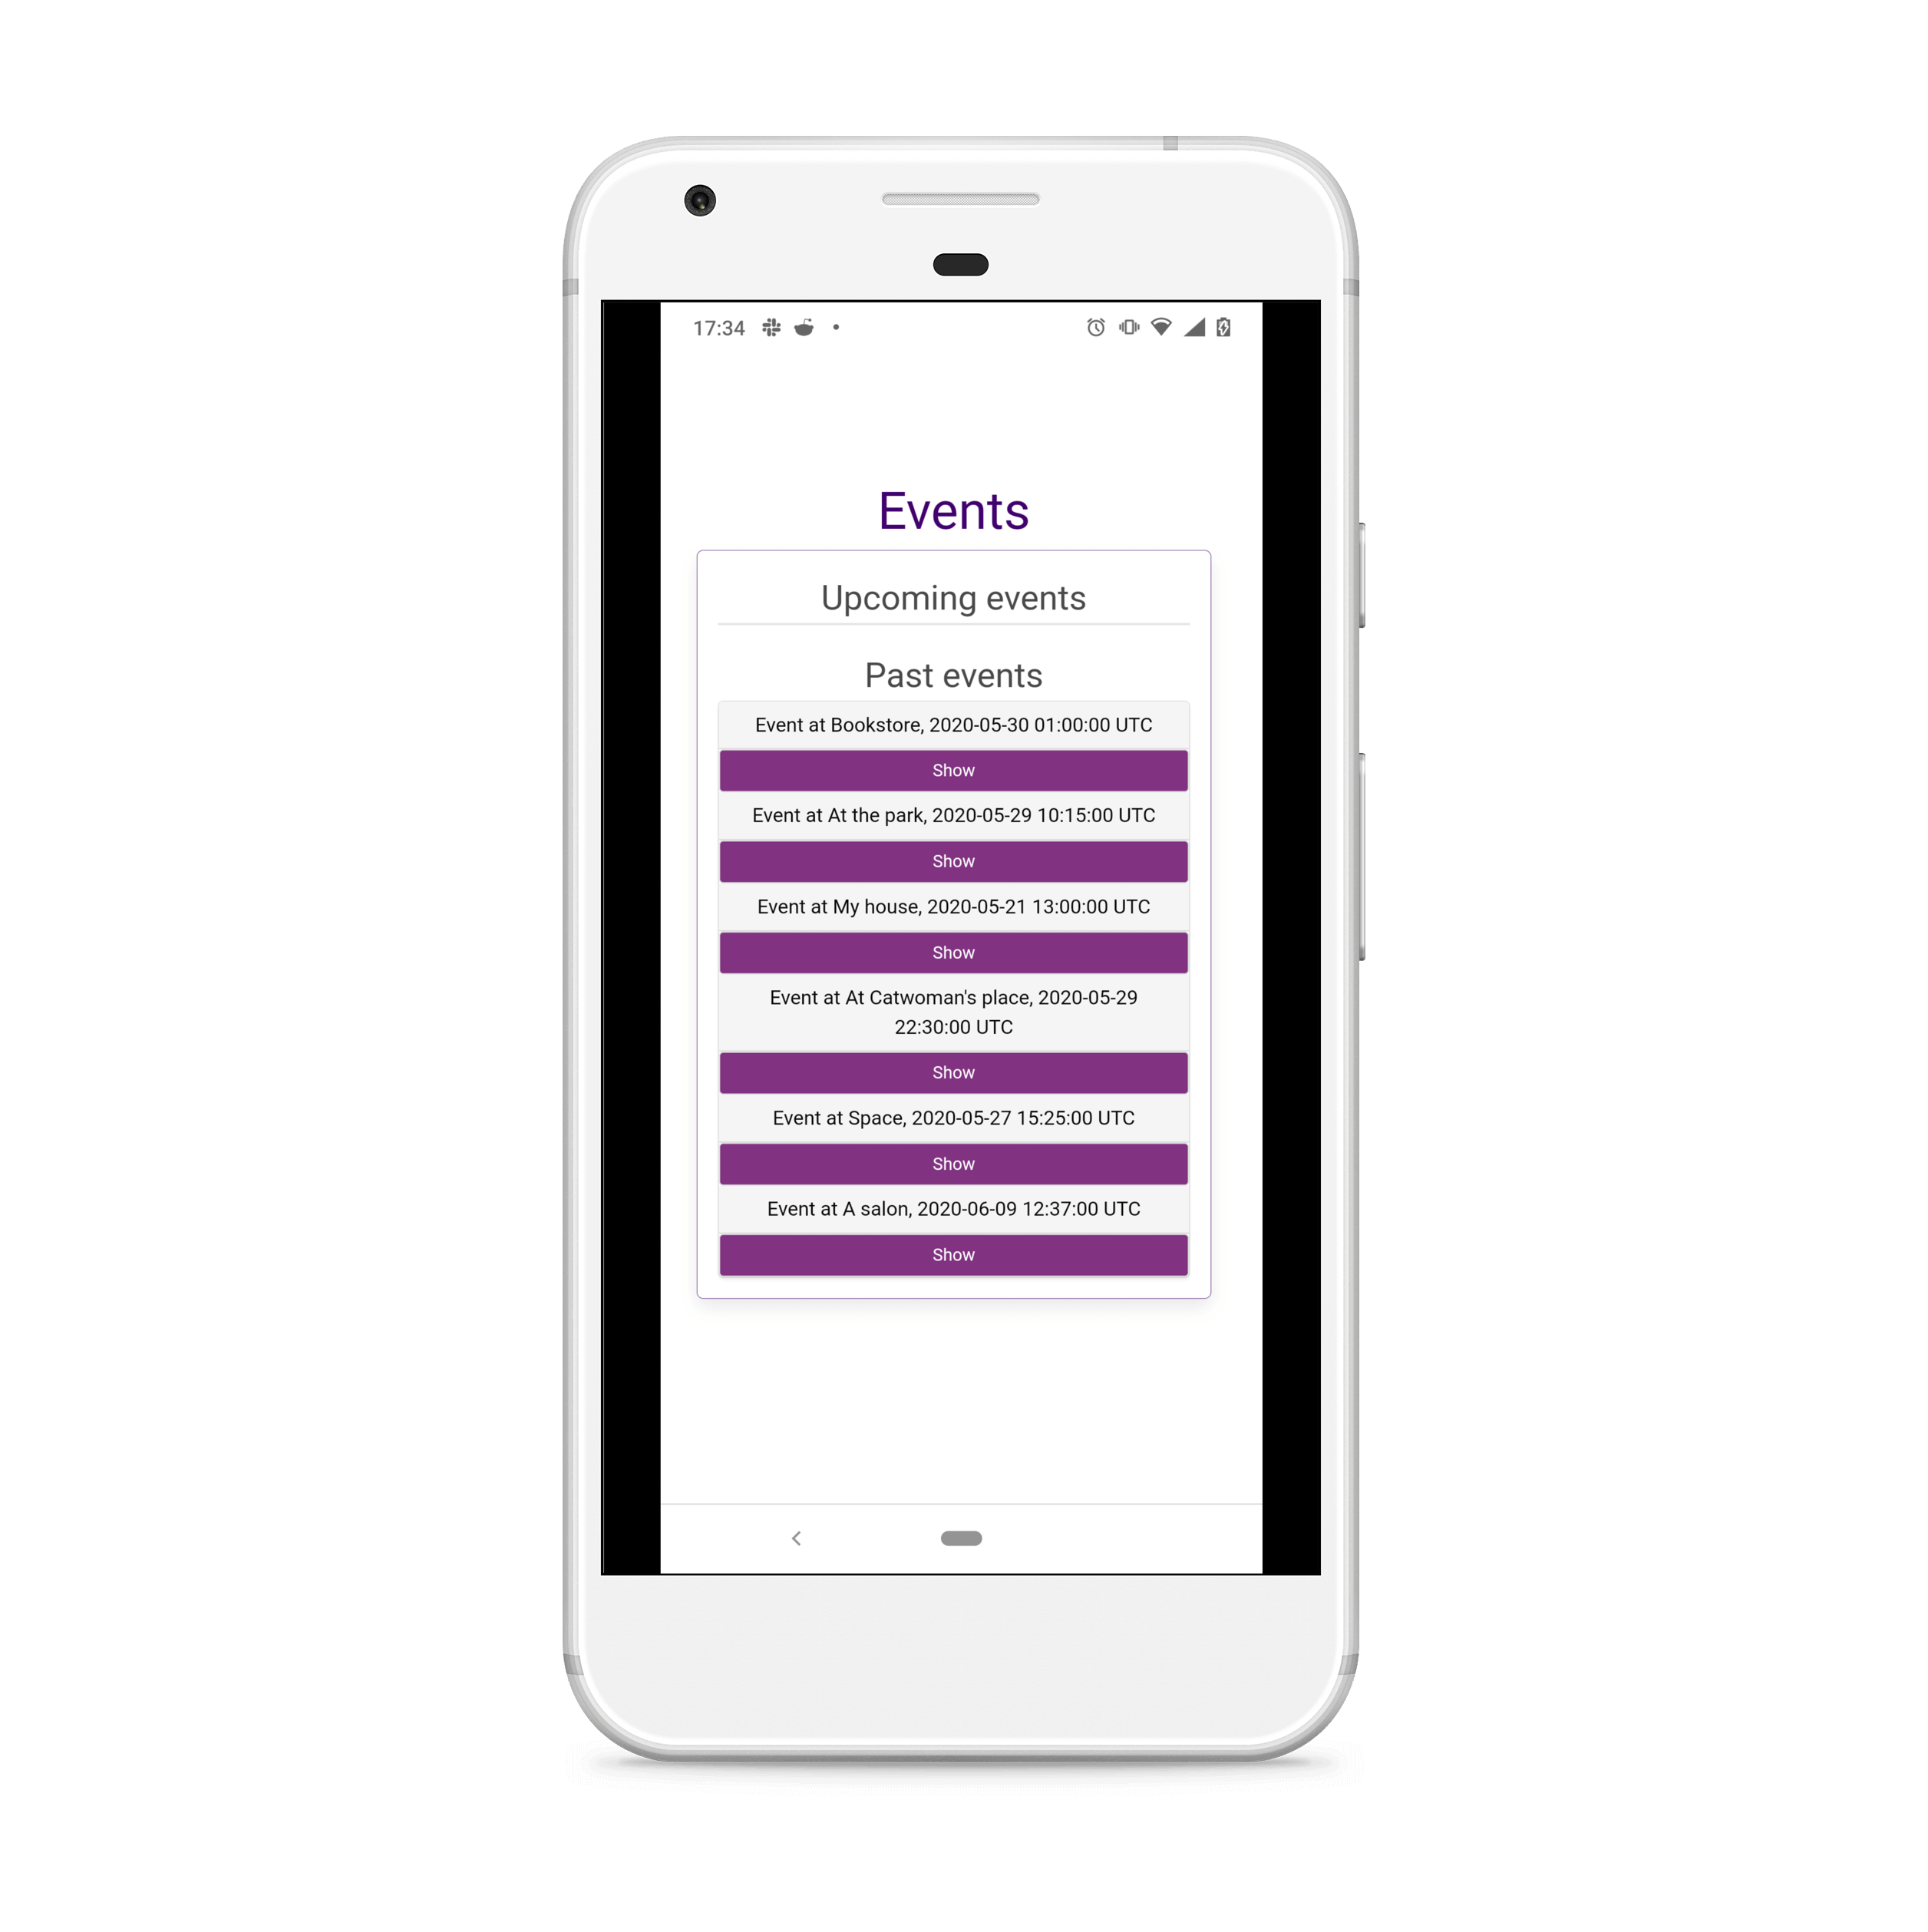 17:34
Events
Upcoming events
Past events
Event at Bookstore, 2020-05-30 01:00:00 UTC
Show
Event at At the park, 2020-05-29 10:15:00 UTC
Show
Event at My house, 2020-05-21 13:00:00 UTC
Show
Event at At Catwoman's place, 2020-05-29
22:30:00 UTC
Show
Event at Space, 2020-05-27 15:25:00 UTC
Show
Event at A salon, 2020-06-09 12:37:00 UTC
Show